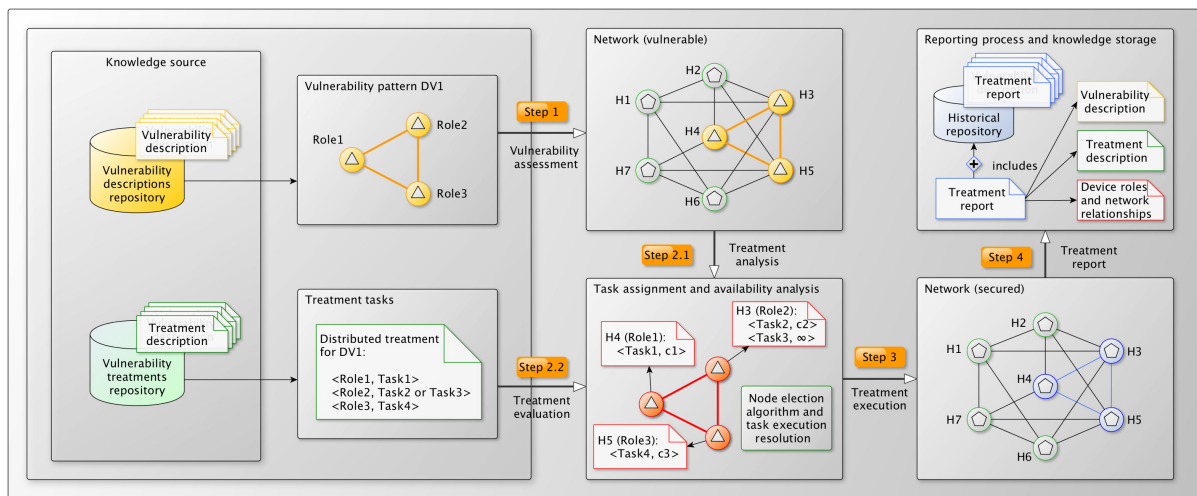 Knowledge source
Vulnerability
description
Vulnerability
descriptions
repository
Treatment
description
Vulnerability
treatments
repository
Vulnerability pattern DV1
Role1
Role2
Role3
Treatment tasks
Distributed treatment
for DV1:
<Role1, Task1>
<Role2, Task2 or Task3>
<Role3, Task4>
Step 1
Vulnerability
assessment
Step 2.2
Treatment
evaluation
Network (vulnerable)
H2
H1
H3
H4
H7
H5
H6
Step 2.1
Treatment
analysis
Task assignment and availability analysis
H3 (Role2):
<Task2, c2>
<Task3, ∞>
H4 (Role1):
<Task1, c1>
H5 (Role3):
<Task4, c3>
Node election
algorithm and
task execution
resolution
Step 3
Treatment
execution
Reporting process and knowledge storage
Treatment
report
Historical
repository
includes
Treatment
report
Vulnerability
description
Treatment
description
Device roles
and network
relationships
Step 4
Treatment
report
Network (secured)
H2
H1
H3
H4
H7
H5
H6